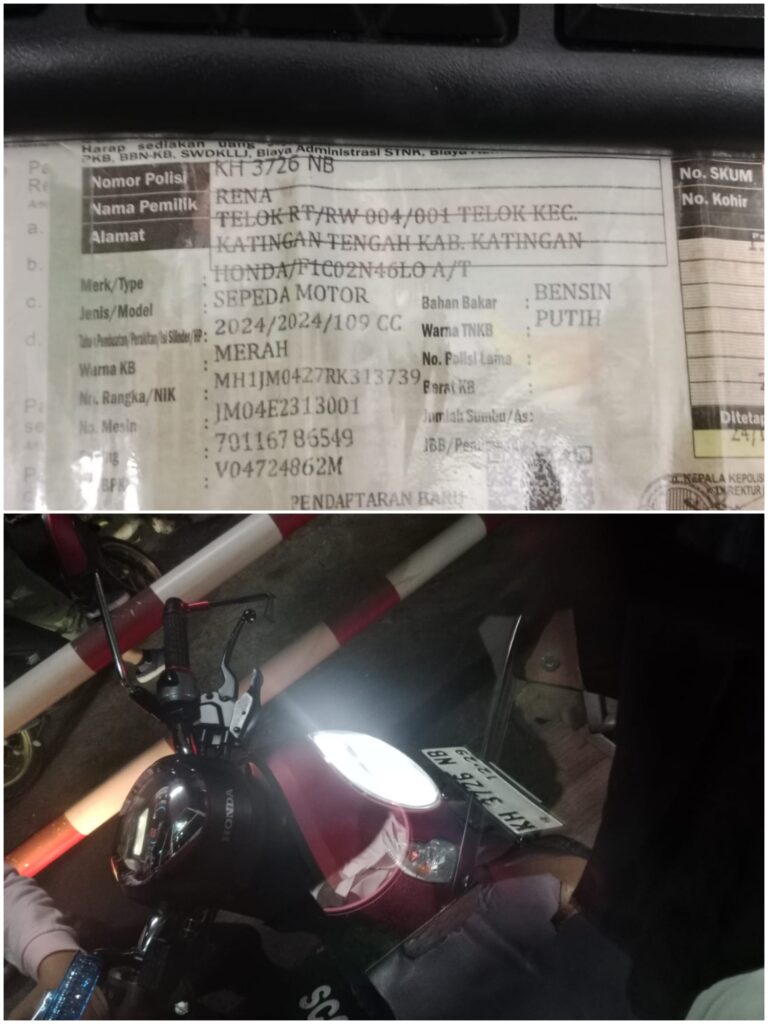 Harap sediakan uang
PKB, BBN-KB, SWDKLLJ, Biaya Administrasi STNK, Biaya
Nomor Polisi KH 3726 NB
Nama Pemilik RENA
Alamat TELOK RT/RW 004/001 TELOK KEC.
KATINGAN TENGAH KAB. KATINGAN
Merk/Type : HONDA/F1C02N46L0 A/T
Jenis/Model : SEPEDA MOTOR
: 2024/2024/109 CC
Warna KB : MERAH
No. Rangka/NIK : MH1JM0427RK313739
No. Mesin : JM04E2313001
: 70116786549
BPKB : V04724862M
Bahan Bakar : BENSIN
Warna TNKB : PUTIH
No. Polisi Lama :
Berat KB :
Jumlah Sumbu/As:
JBB/
PENDAFTARAN BARU
No. SKUM
No. Kohir
a.
b.
c.
d.
KEPALA KEPOLIS
DIREKTUR
HONDA
KH 3726 NB
12·29